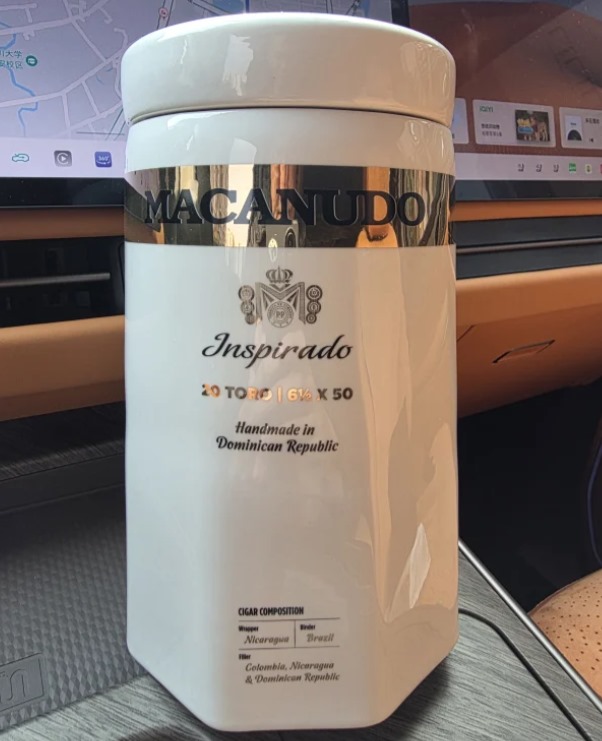 MACANUDO
Inspirado
20 TORO | 6½ X 50
Handmade in
Dominican Republic
CIGAR COMPOSITION
Wrapper Binder
Nicaragua Brazil
Filler
Colombia, Nicaragua
& Dominican Republic